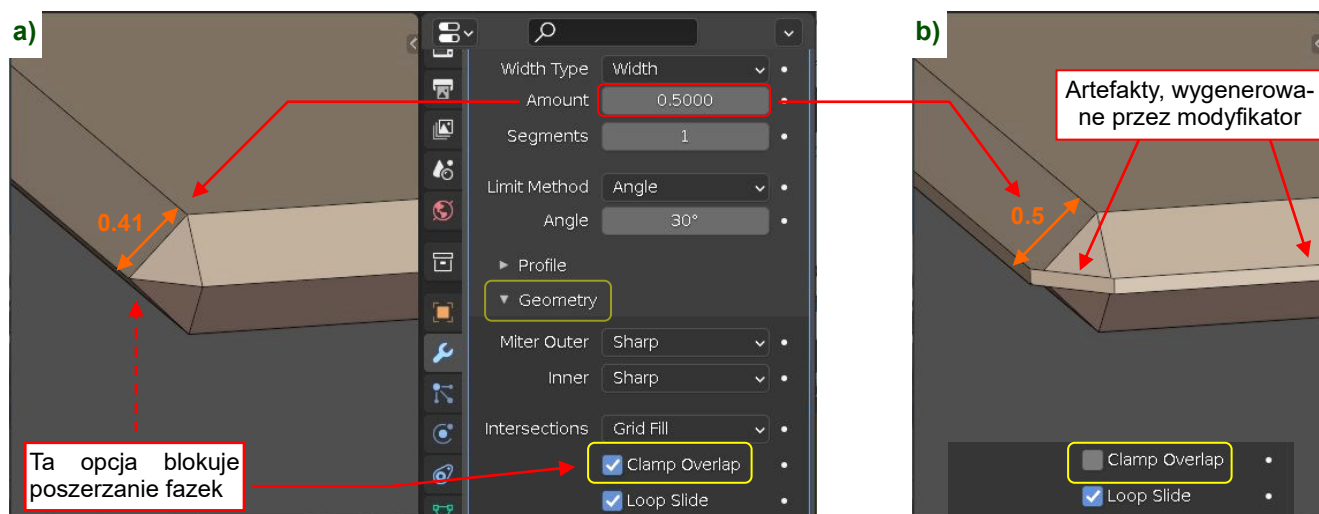 a)
Width Type Width
Amount 0.5000
Segments 1
Limit Method Angle
Angle 30°
Profile
Geometry
Miter Outer Sharp
Inner Sharp
Intersections Grid Fill
Clamp Overlap
Loop Slide
0.41
Ta opcja blokuje
poszerzanie fazek
b)
Artefakty, wygenerowa-
ne przez modyfikator
0.5
Clamp Overlap
Loop Slide